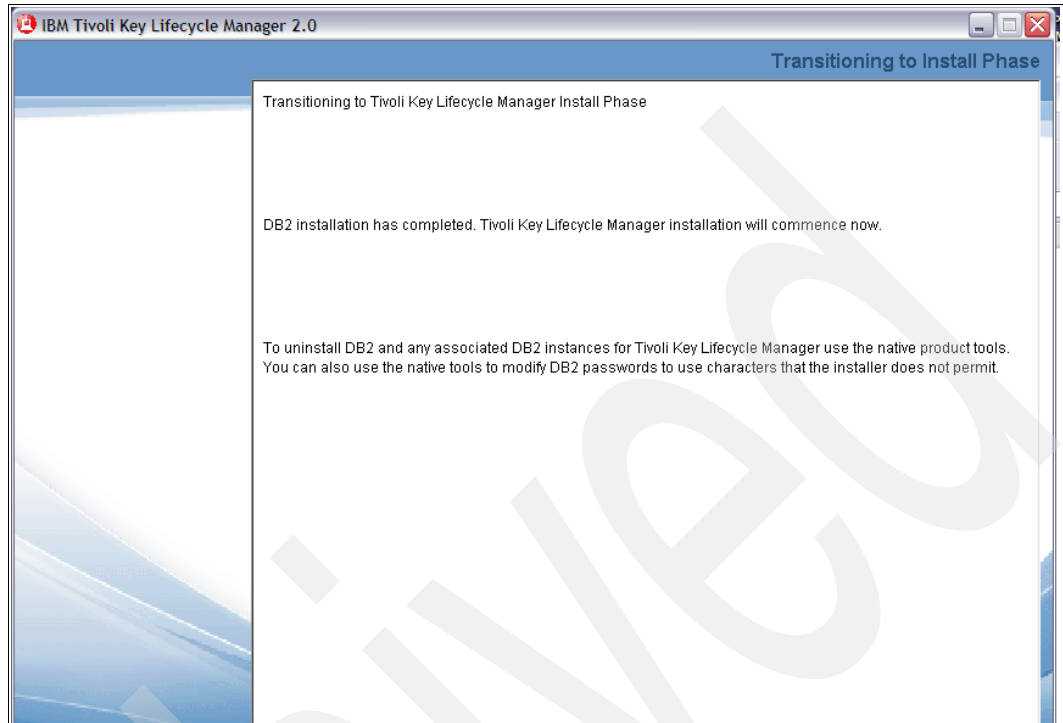 IBM Tivoli Key Lifecycle Manager 2.0
Transitioning to Install Phase
Transitioning to Tivoli Key Lifecycle Manager Install Phase
DB2 installation has completed. Tivoli Key Lifecycle Manager installation will commence now.
To uninstall DB2 and any associated DB2 instances for Tivoli Key Lifecycle Manager use the native product tools.
You can also use the native tools to modify DB2 passwords to use characters that the installer does not permit.
ived